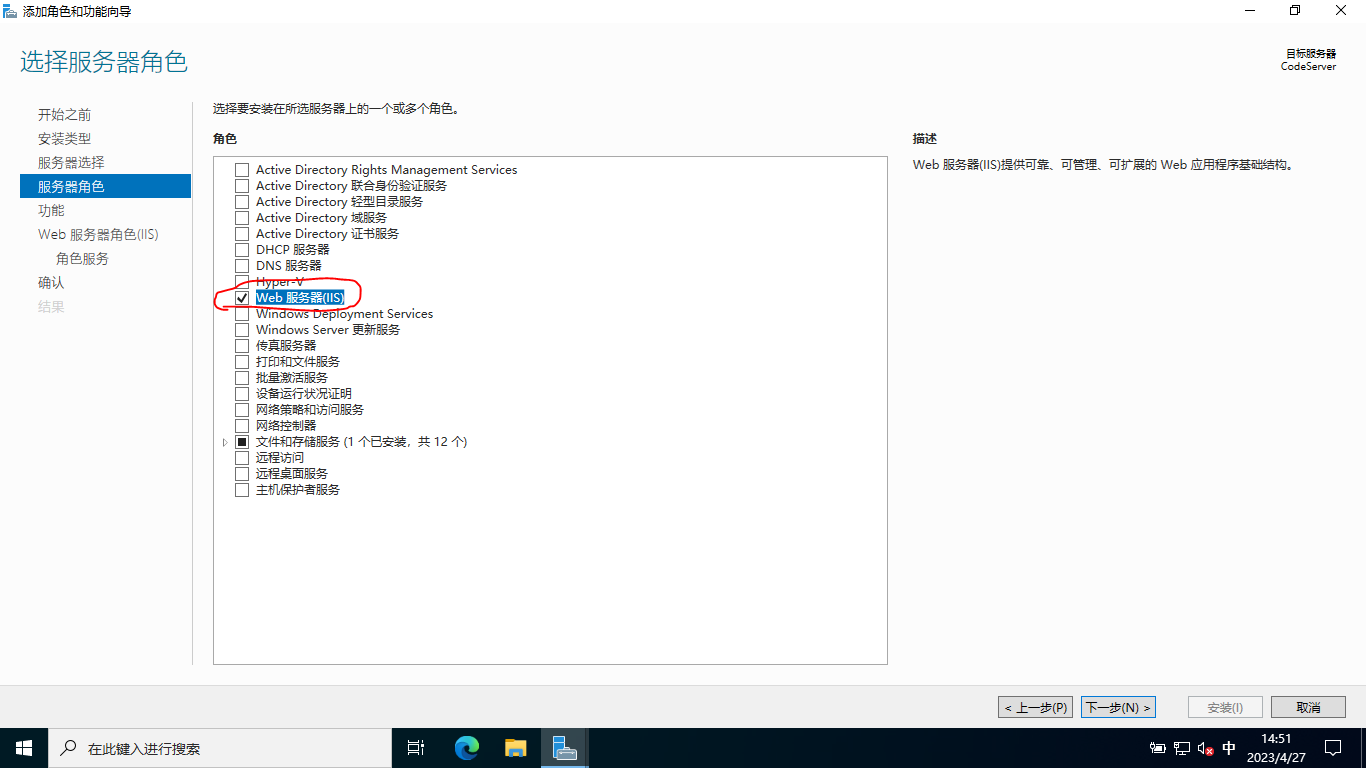 添加角色和功能向导
选择服务器角色
目标服务器
CodeServer
开始之前
安装类型
服务器选择
服务器角色
功能
Web 服务器角色(IIS)
角色服务
确认
结果
选择要安装在所选服务器上的一个或多个角色。
角色
Active Directory Rights Management Services
Active Directory 联合身份验证服务
Active Directory 轻型目录服务
Active Directory 域服务
Active Directory 证书服务
DHCP 服务器
DNS 服务器
Hyper-V
Web 服务器(IIS)
Windows Deployment Services
Windows Server 更新服务
传真服务器
打印和文件服务
批量激活服务
设备运行状况证明
网络策略和访问服务
网络控制器
文件和存储服务 (1 个已安装，共 12 个)
远程访问
远程桌面服务
主机保护者服务
描述
Web 服务器(IIS)提供可靠、可管理、可扩展的 Web 应用程序基础结构。
< 上一步(P)
下一步(N) >
安装(I)
取消
在此键入进行搜索
中
14:51
2023/4/27